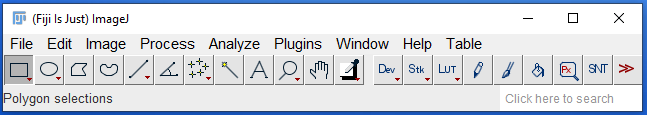 (Fiji Is Just) ImageJ
File Edit Image Process Analyze Plugins Window Help Table
A Dev Stk LUT Px SNT >>
Polygon selections Click here to search